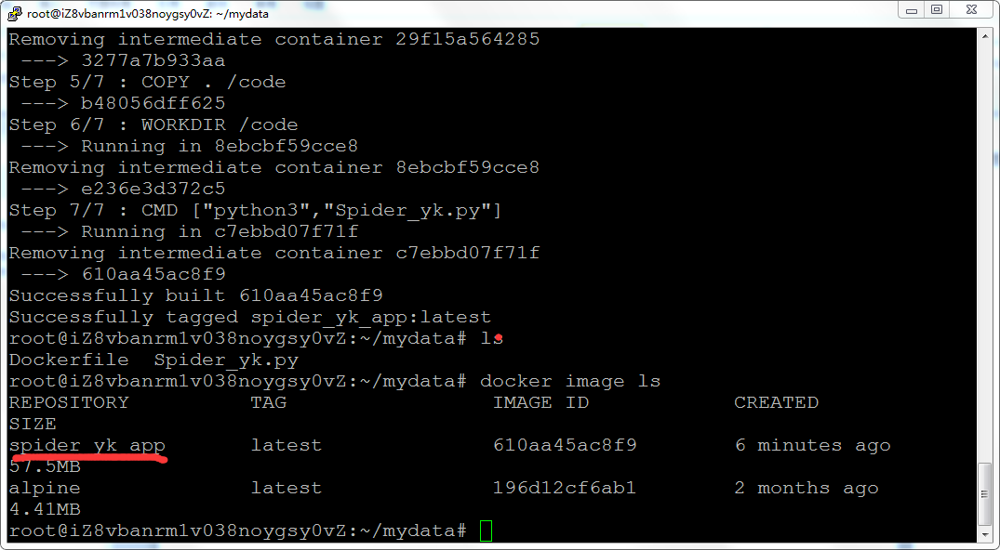 root@iZ8vbanrm1v038noygsy0vZ: ~/mydata
Removing intermediate container 29f15a564285
---> 3277a7b933aa
Step 5/7 : COPY . /code
---> b48056dff625
Step 6/7 : WORKDIR /code
---> Running in 8ebcbf59cce8
Removing intermediate container 8ebcbf59cce8
---> e236e3d372c5
Step 7/7 : CMD ["python3","Spider_yk.py"]
---> Running in c7ebbd07f71f
Removing intermediate container c7ebbd07f71f
---> 610aa45ac8f9
Successfully built 610aa45ac8f9
Successfully tagged spider_yk_app:latest
root@iZ8vbanrm1v038noygsy0vZ:~/mydata# ls
Dockerfile  Spider_yk.py
root@iZ8vbanrm1v038noygsy0vZ:~/mydata# docker image ls
REPOSITORY          TAG                 IMAGE ID            CREATED
SIZE
spider_yk_app       latest              610aa45ac8f9        6 minutes ago
57.5MB
alpine              latest              196d12cf6ab1        2 months ago
4.41MB
root@iZ8vbanrm1v038noygsy0vZ:~/mydata#